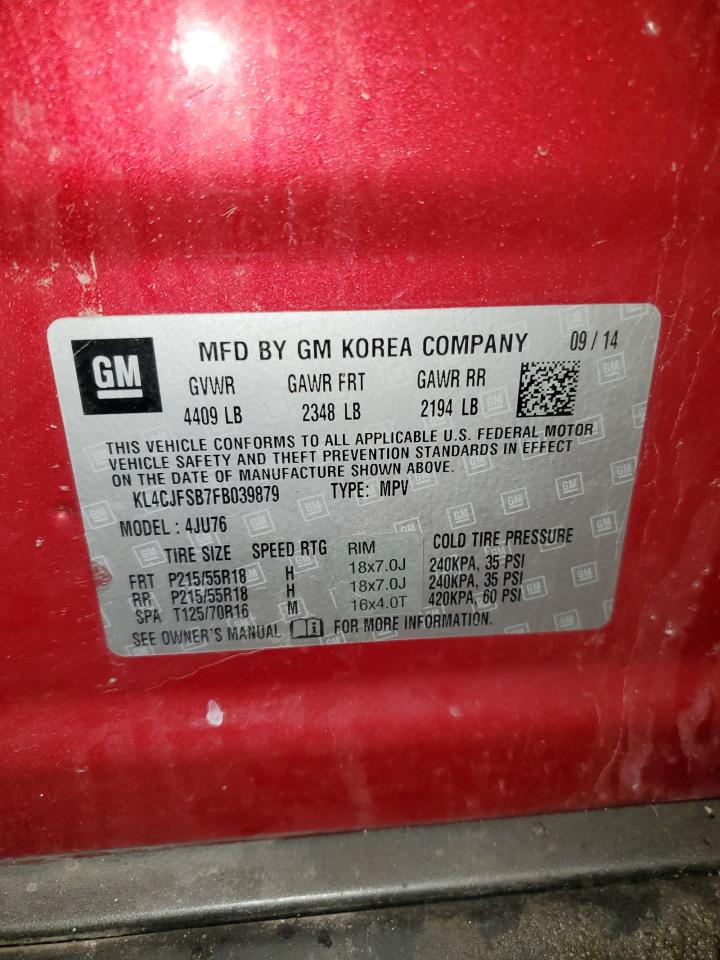 GM MFD BY GM KOREA COMPANY 09 / 14
GVWR GAWR FRT GAWR RR
4409 LB 2348 LB 2194 LB
THIS VEHICLE CONFORMS TO ALL APPLICABLE U.S. FEDERAL MOTOR
VEHICLE SAFETY AND THEFT PREVENTION STANDARDS IN EFFECT
ON THE DATE OF MANUFACTURE SHOWN ABOVE.
KL4CJFSB7FB039879 TYPE: MPV
MODEL : 4JU76
TIRE SIZE SPEED RTG RIM COLD TIRE PRESSURE
FRT P215/55R18 H 18x7.0J 240KPA, 35 PSI
RR P215/55R18 H 18x7.0J 240KPA, 35 PSI
SPA T125/70R16 M 16x4.0T 420KPA, 60 PSI
SEE OWNER'S MANUAL FOR MORE INFORMATION.